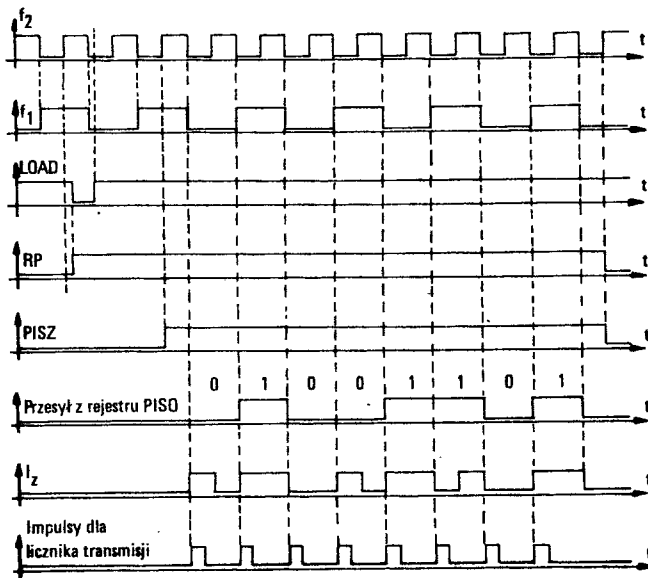 f2 t
f1 t
LOAD
t
RP t
PISZ t
0 1 0 0 1 1 0 1
Przesył z rejestru PISO t
Iz t
Impulsy dla
licznika transmisji t